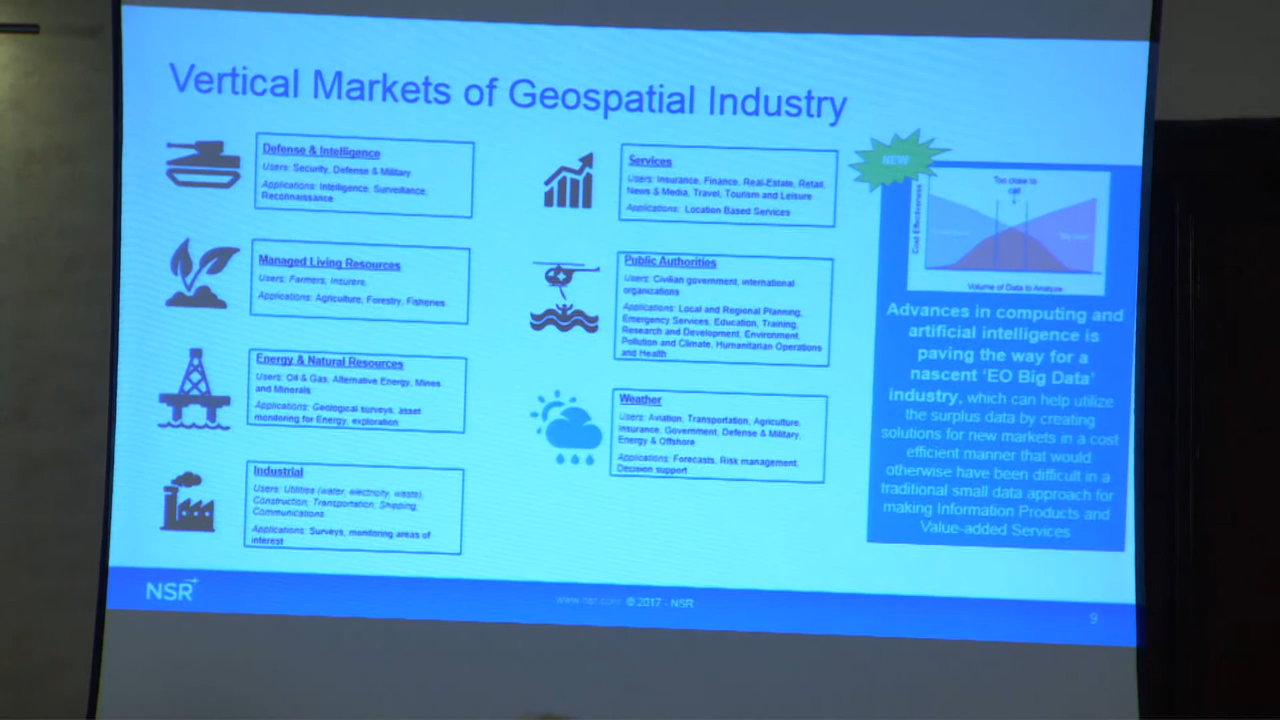 Vertical Markets of Geospatial Industry
Defense & Intelligence
Users: Security, Defense & Military
Applications: Intelligence, Surveillance,
Reconnaissance
Managed Living Resources
Users: Farmers, Insurers,
Applications: Agriculture, Forestry, Fisheries
Energy & Natural Resources
Users: Oil & Gas, Alternative Energy, Mines
and Minerals
Applications: Geological surveys, asset
monitoring for Energy, exploration
Industrial
Users: Utilities (water, electricity, waste),
Construction, Transportation, Shipping,
Communications
Applications: Surveys, monitoring areas of
interest
Services
Users: Insurance, Finance, Real-Estate, Retail,
News & Media, Travel, Tourism and Leisure
Applications: Location Based Services
Public Authorities
Users: Civilian government, international
organizations
Applications: Local and Regional Planning,
Emergency Services, Education, Training,
Research and Development, Environment,
Pollution and Climate, Humanitarian Operations
and Health
Weather
Users: Aviation, Transportation, Agriculture,
Insurance, Government, Defense & Military,
Energy & Offshore
Applications: Forecasts, Risk management,
Decision support
NEW
Too close to
call
Cost Effectiveness
"Big Data"
Volume of Data to Analyze
Advances in computing and
artificial intelligence is
paving the way for a
nascent 'EO Big Data'
industry, which can help utilize
the surplus data by creating
solutions for new markets in a cost
efficient manner that would
otherwise have been difficult in a
traditional small data approach for
making Information Products and
Value-added Services
NSR
www.nsr.com © 2017 - NSR
9